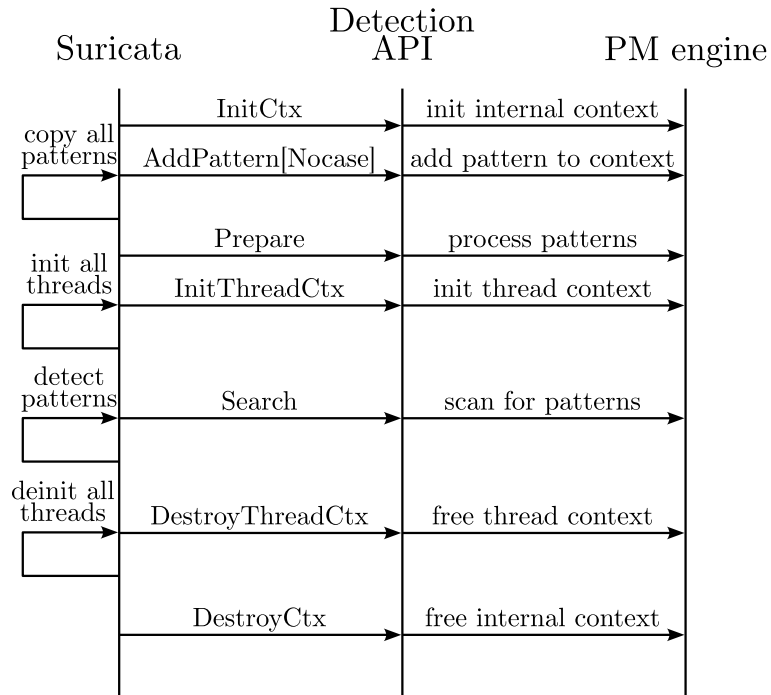 Detection
Suricata API PM engine
InitCtx init internal context
copy all
patterns AddPattern[Nocase] add pattern to context
Prepare process patterns
init all
threads InitThreadCtx init thread context
detect
patterns Search scan for patterns
deinit all
threads DestroyThreadCtx free thread context
DestroyCtx free internal context